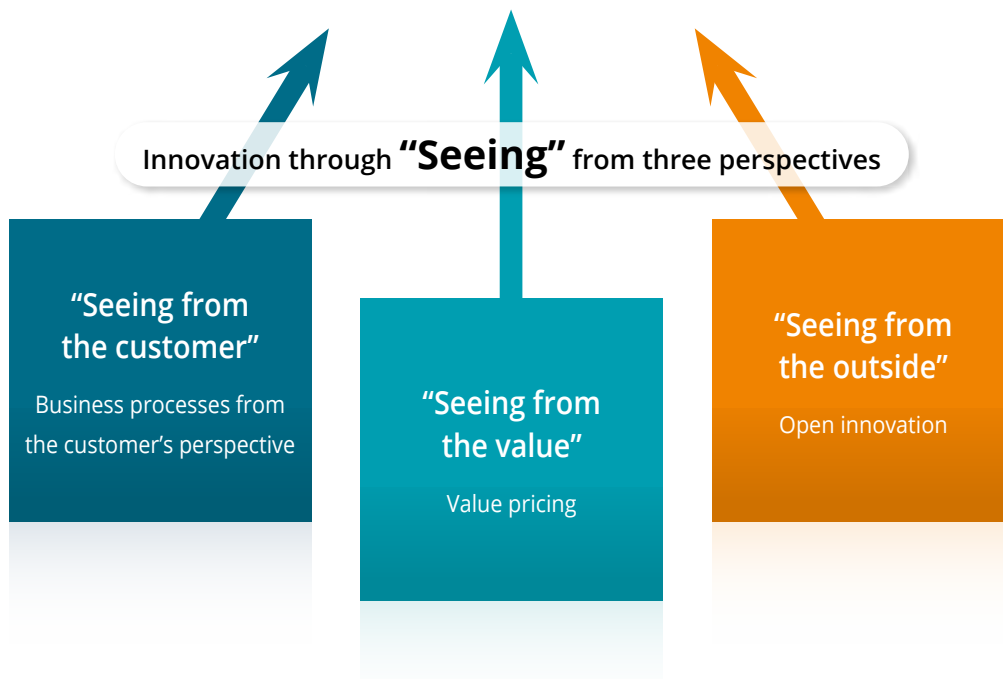 Innovation through “Seeing” from three perspectives
“Seeing from
the customer”
Business processes from
the customer’s perspective
“Seeing from
the value”
Value pricing
“Seeing from
the outside”
Open innovation